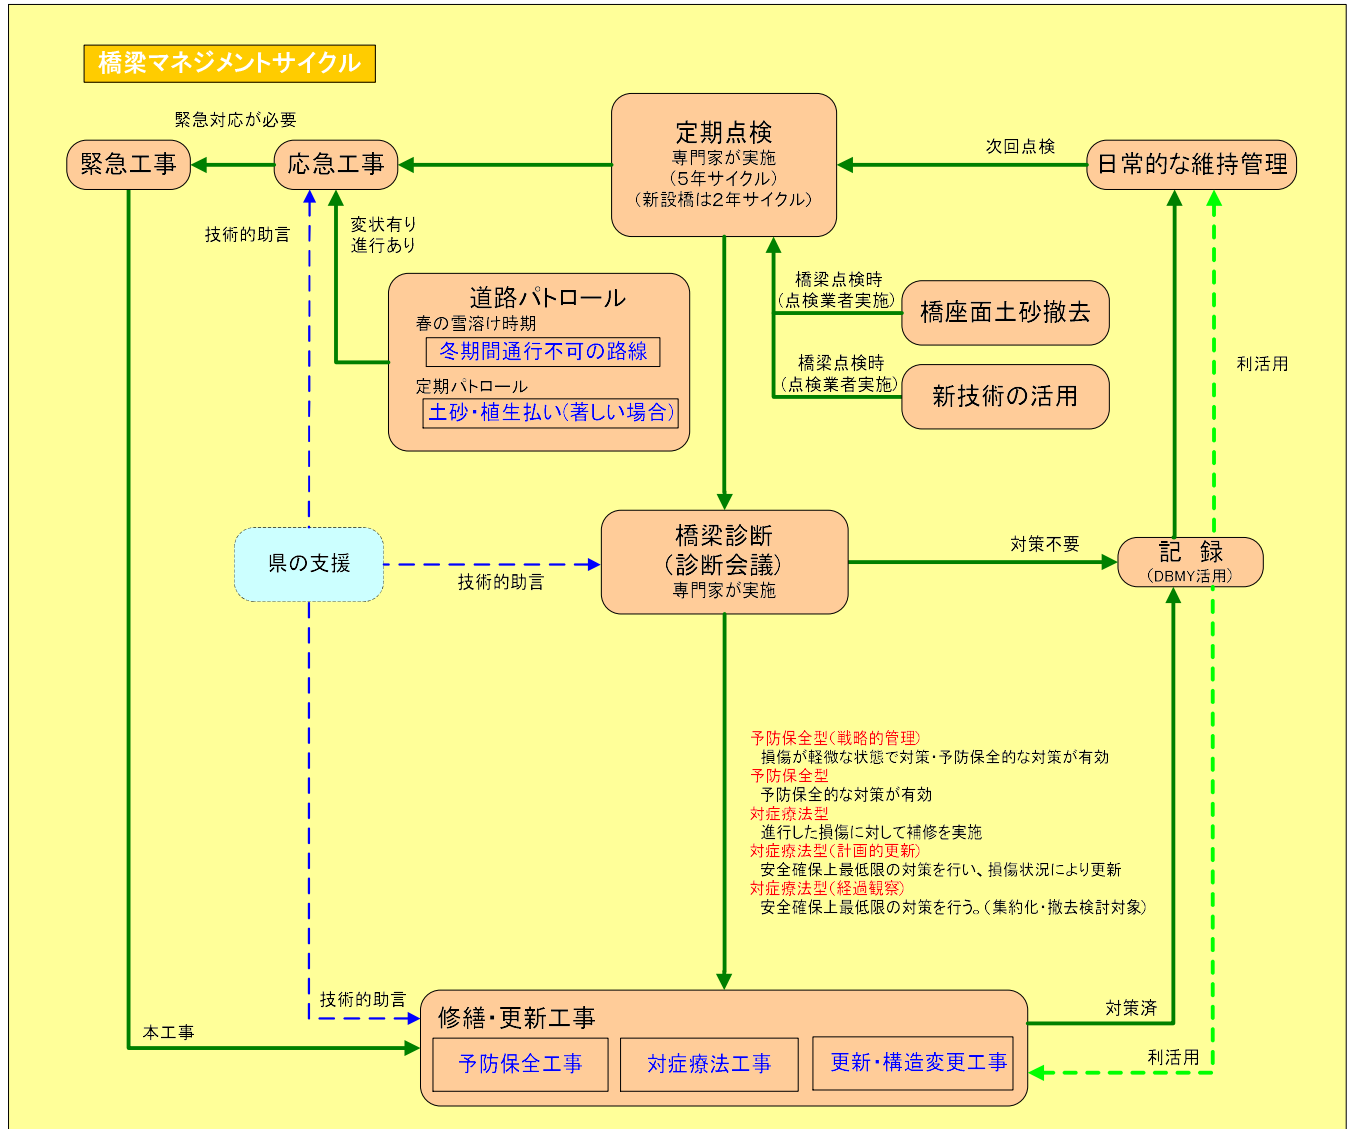 橋梁マネジメントサイクル
緊急対応が必要
緊急工事
応急工事
定期点検
専門家が実施
(5年サイクル)
(新設橋は2年サイクル)
次回点検
日常的な維持管理
技術的助言
変状有り
進行あり
道路パトロール
春の雪溶け時期
冬期間通行不可の路線
定期パトロール
土砂・植生払い(著しい場合)
橋梁点検時
(点検業者実施)
橋座面土砂撤去
橋梁点検時
(点検業者実施)
新技術の活用
利活用
県の支援
技術的助言
橋梁診断
(診断会議)
専門家が実施
対策不要
記 録
(DBMY活用)
予防保全型(戦略的管理)
損傷が軽微な状態で対策・予防保全的な対策が有効
予防保全型
予防保全的な対策が有効
対症療法型
進行した損傷に対して補修を実施
対症療法型(計画的更新)
安全確保上最低限の対策を行い、損傷状況により更新
対症療法型(経過観察)
安全確保上最低限の対策を行う。(集約化・撤去検討対象)
技術的助言
本工事
修繕・更新工事
予防保全工事
対症療法工事
更新・構造変更工事
対策済
利活用